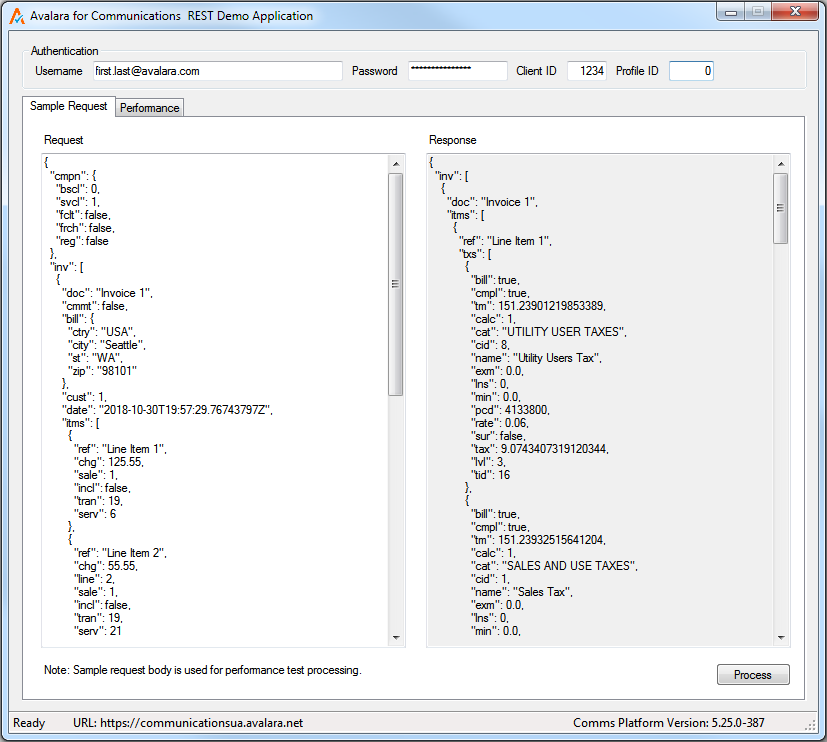 Avalara for Communications  REST Demo Application
Authentication
Username first.last@avalara.com Password *************** Client ID 1234 Profile ID 0
Sample Request Performance
Request
{
"cmpn": {
"bscl": 0,
"svcl": 1,
"fclt": false,
"frch": false,
"reg": false
},
"inv": [
{
"doc": "Invoice 1",
"cmmt": false,
"bill": {
"ctry": "USA",
"city": "Seattle",
"st": "WA",
"zip": "98101"
},
"cust": 1,
"date": "2018-10-30T19:57:29.76743797Z",
"itms": [
{
"ref": "Line Item 1",
"chg": 125.55,
"sale": 1,
"incl": false,
"tran": 19,
"serv": 6
},
{
"ref": "Line Item 2",
"chg": 55.55,
"line": 2,
"sale": 1,
"incl": false,
"tran": 19,
"serv": 21
Response
{
"inv": [
{
"doc": "Invoice 1",
"itms": [
{
"ref": "Line Item 1",
"txs": [
{
"bill": true,
"cmpl": true,
"tm": 151.23901219853389,
"calc": 1,
"cat": "UTILITY USER TAXES",
"cid": 8,
"name": "Utility Users Tax",
"exm": 0.0,
"lns": 0,
"min": 0.0,
"pcd": 4133800,
"rate": 0.06,
"sur": false,
"tax": 9.0743407319120344,
"lvl": 3,
"tid": 16
},
{
"bill": true,
"cmpl": true,
"tm": 151.23932515641204,
"calc": 1,
"cat": "SALES AND USE TAXES",
"cid": 1,
"name": "Sales Tax",
"exm": 0.0,
"lns": 0,
"min": 0.0,
Note: Sample request body is used for performance test processing.
Process
Ready URL: https://communicationsua.avalara.net Comms Platform Version: 5.25.0-387